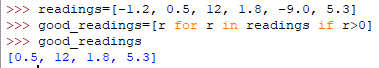 >>> readings=[-1.2, 0.5, 12, 1.8, -9.0, 5.3]
>>> good_readings=[r for r in readings if r>0]
>>> good_readings
[0.5, 12, 1.8, 5.3]